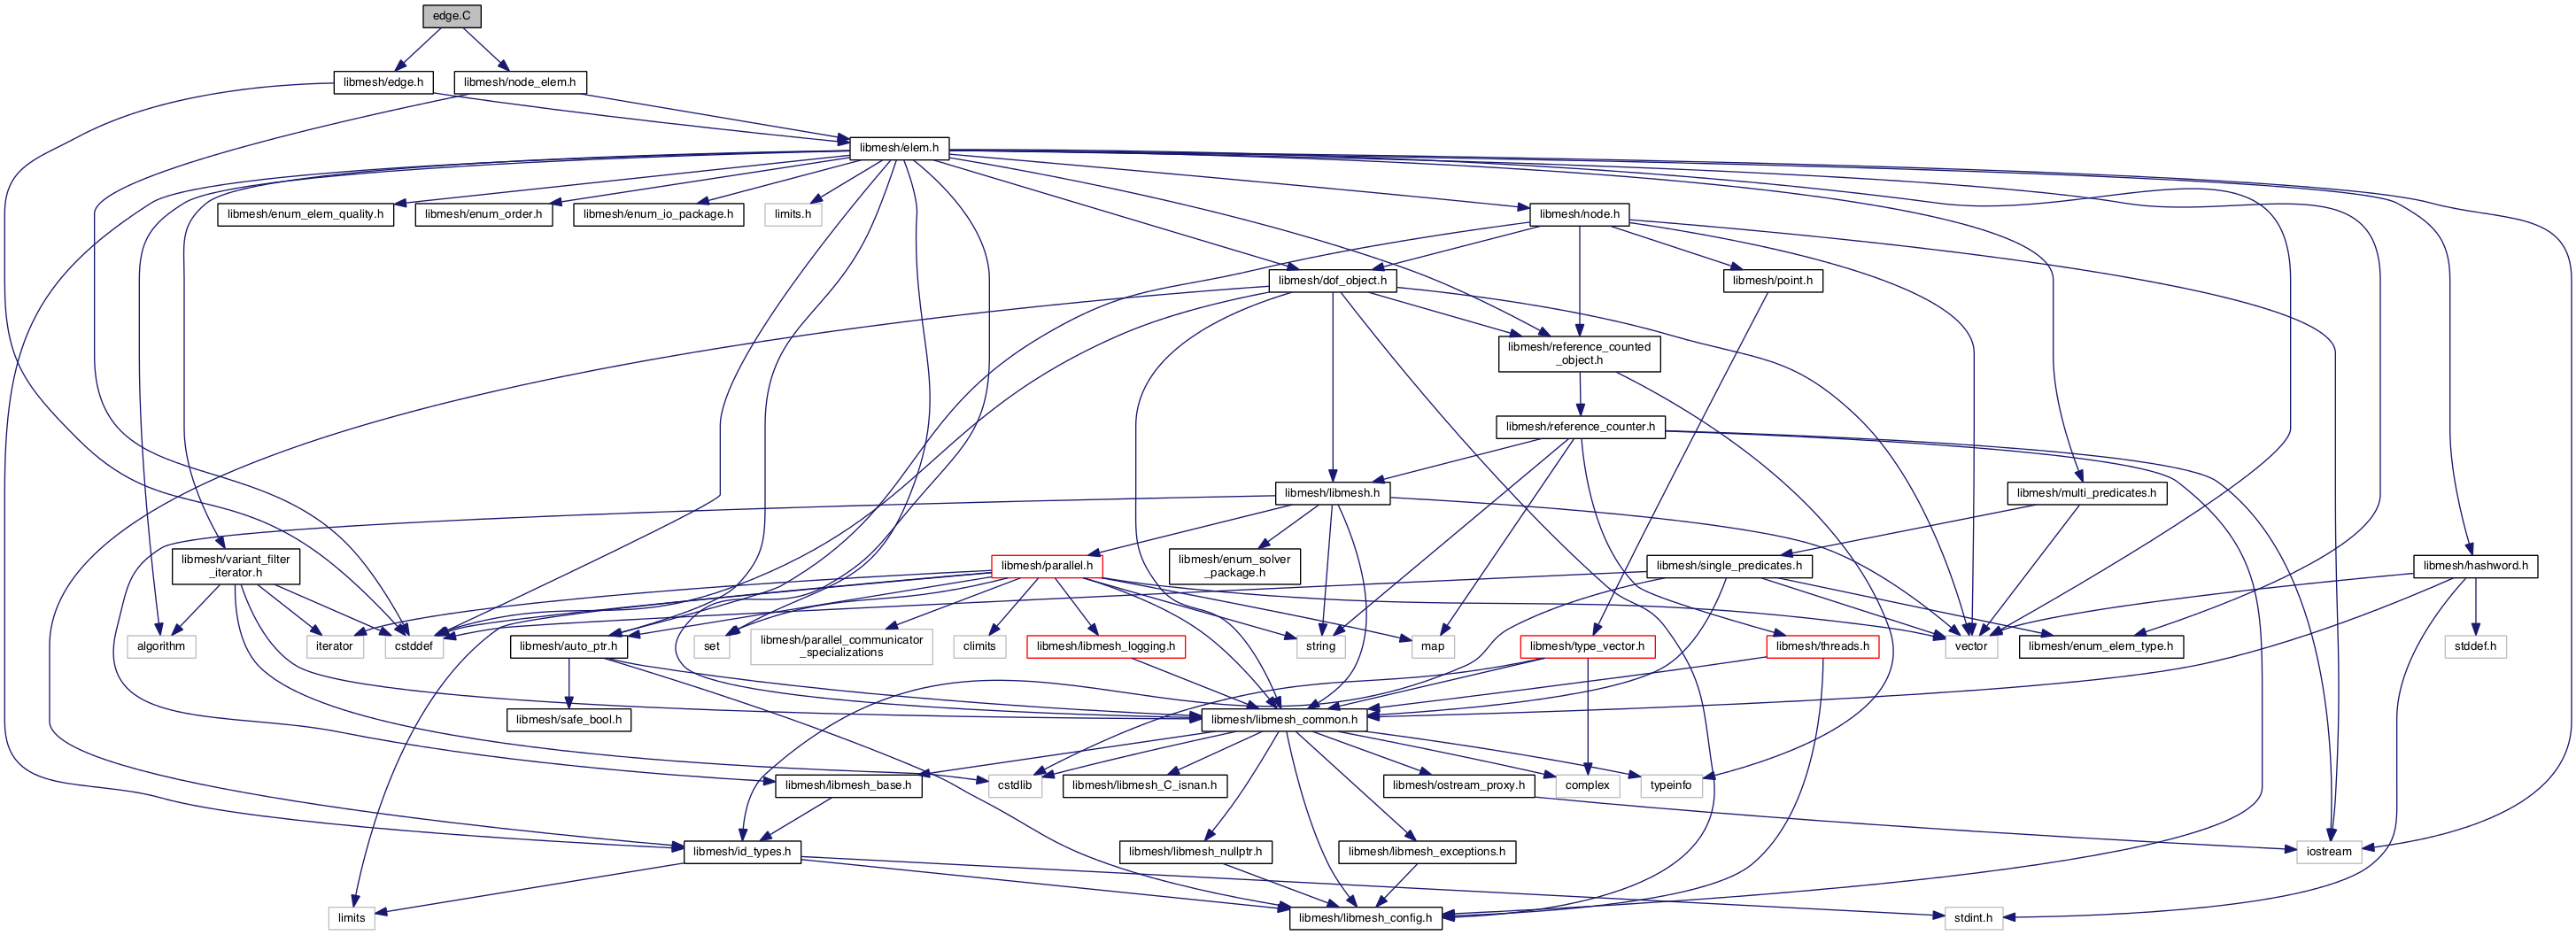 edge.C
libmesh/edge.h
libmesh/node_elem.h
libmesh/elem.h
libmesh/enum_elem_quality.h
libmesh/enum_order.h
libmesh/enum_io_package.h
limits.h
libmesh/node.h
libmesh/dof_object.h
libmesh/point.h
libmesh/reference_counted
_object.h
libmesh/reference_counter.h
libmesh/libmesh.h
libmesh/multi_predicates.h
libmesh/variant_filter
_iterator.h
libmesh/parallel.h
libmesh/enum_solver
_package.h
libmesh/single_predicates.h
libmesh/hashword.h
algorithm
iterator
cstddef
libmesh/auto_ptr.h
set
libmesh/parallel_communicator
_specializations
climits
libmesh/libmesh_logging.h
string
map
libmesh/type_vector.h
libmesh/threads.h
vector
libmesh/enum_elem_type.h
stddef.h
libmesh/safe_bool.h
libmesh/libmesh_common.h
libmesh/libmesh_base.h
cstdlib
libmesh/libmesh_C_isnan.h
libmesh/ostream_proxy.h
complex
typeinfo
libmesh/id_types.h
libmesh/libmesh_nullptr.h
libmesh/libmesh_exceptions.h
iostream
limits
libmesh/libmesh_config.h
stdint.h